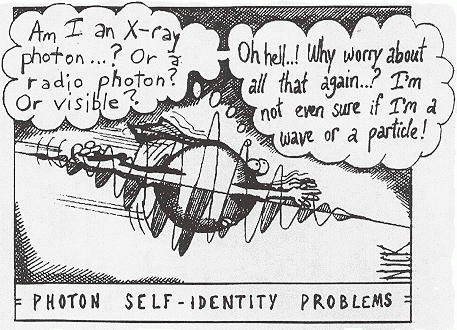 Am I an X-ray
photon...? Or a
radio photon?
Or visible?
Oh hell..! Why worry about
all that again...? I'm
not even sure if I'm a
wave or a particle!
NICK
= PHOTON SELF-IDENTITY PROBLEMS =